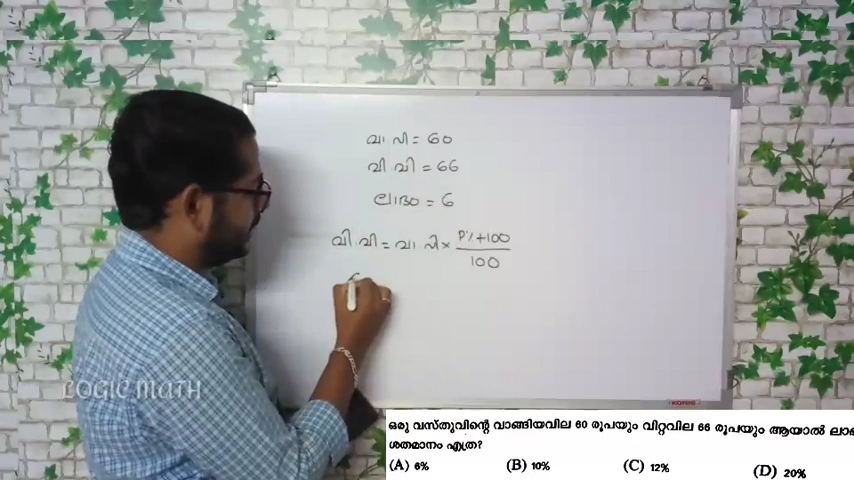 വാ വി = 60
വി.വി = 66
ലാഭം = 6
വി.വി = വാ വി × P%+100
100
LOGIC MATH
KORES
ഒരു വസ്തുവിന്റെ വാങ്ങിയവില 60 രൂപയും വിറ്റവില 66 രൂപയും ആയാൽ ലാഭ
ശതമാനം എത്ര?
(A) 6% (B) 10% (C) 12% (D) 20%